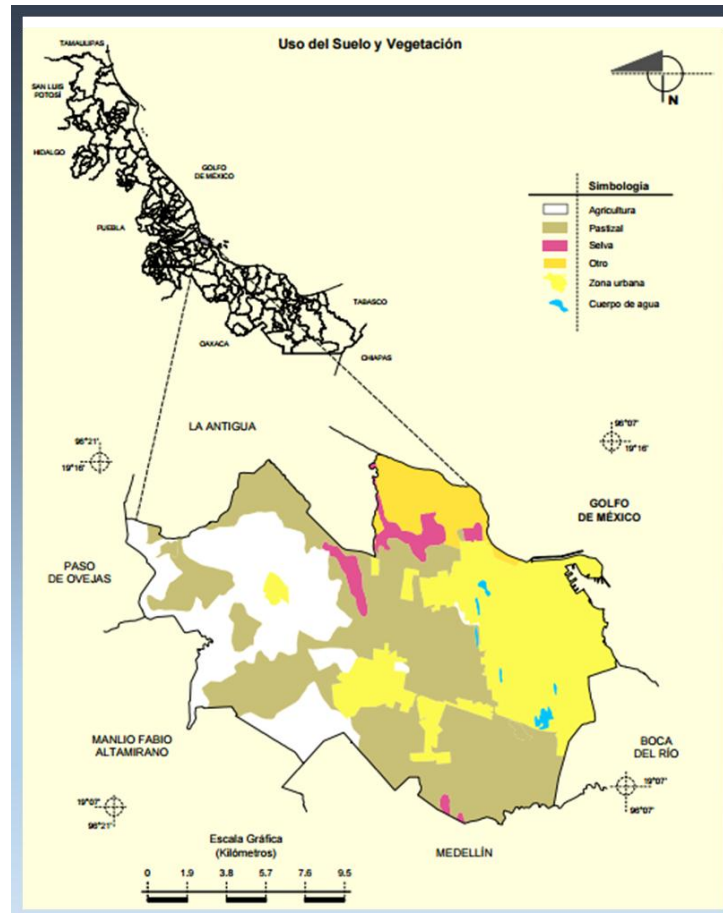 Uso del Suelo y Vegetación
TAMAULIPAS
SAN LUIS
POTOSÍ
HIDALGO
GOLFO
DE MÉXICO
PUEBLA
TABASCO
OAXACA
CHIAPAS
N
Simbología
Agricultura
Pastizal
Selva
Otro
Zona urbana
Cuerpo de agua
LA ANTIGUA
96°21'
19°16'
96°07'
19°16'
GOLFO
DE MÉXICO
PASO
DE OVEJAS
MANLIO FABIO
ALTAMIRANO
BOCA
DEL RÍO
19°07'
96°21'
19°07'
96°07'
MEDELLÍN
Escala Gráfica
(Kilómetros)
0 1.9 3.8 5.7 7.6 9.5